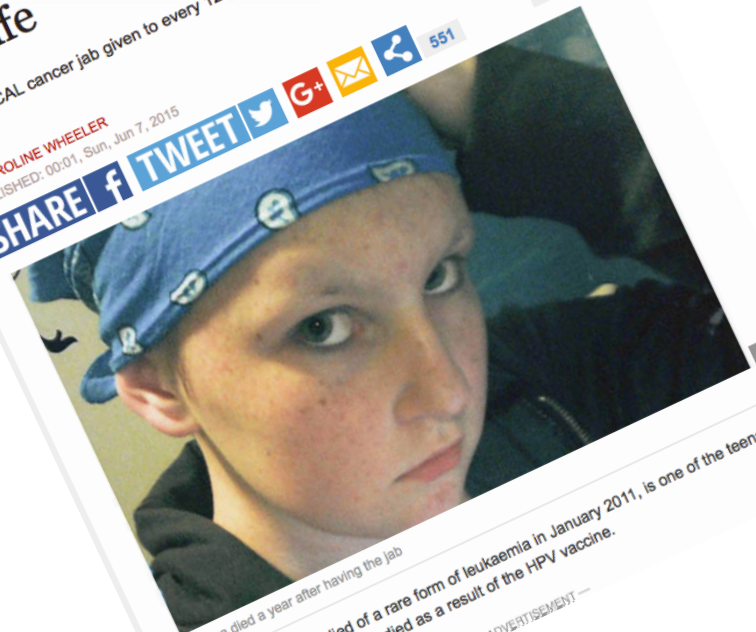 fe
CAL cancer jab given to every 12
ROLINE WHEELER
LISHED: 00:01, Sun, Jun 7, 2015
SHARE f TWEET G+ 551
died a year after having the jab
ied of a rare form of leukaemia in January 2011, is one of the teen
died as a result of the HPV vaccine.
ADVERTISEMENT